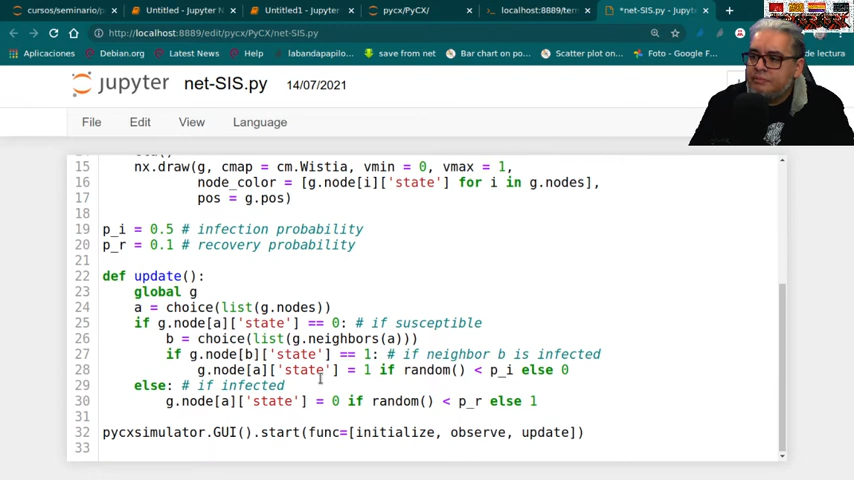 cursos/seminario/p
Untitled - Jupyter N
Untitled1 - Jupyter
pycx/PyCX/
localhost:8889/ter
*net-SIS.py - Jupyte
http://localhost:8889/edit/pycx/PyCX/net-SIS.py
Aplicaciones
Debian.org
Recursos
labandapapilo...
save from net
Bar chart on po...
Scatter plot on...
Foto - Google F...
de lectura
jupyter net-SIS.py 14/07/2021
File Edit View Language
15 nx.draw(g, cmap = cm.Wistia, vmin = 0, vmax = 1,
16 node_color = [g.node[i]['state'] for i in g.nodes],
17 pos = g.pos)
18
19 p_i = 0.5 # infection probability
20 p_r = 0.1 # recovery probability
21
22 def update():
23 global g
24 a = choice(list(g.nodes))
25 if g.node[a]['state'] == 0: # if susceptible
26 b = choice(list(g.neighbors(a)))
27 if g.node[b]['state'] == 1: # if neighbor b is infected
28 g.node[a]['state'] = 1 if random() < p_i else 0
29 else: # if infected
30 g.node[a]['state'] = 0 if random() < p_r else 1
31
32 pycxsimulator.GUI().start(func=[initialize, observe, update])
33